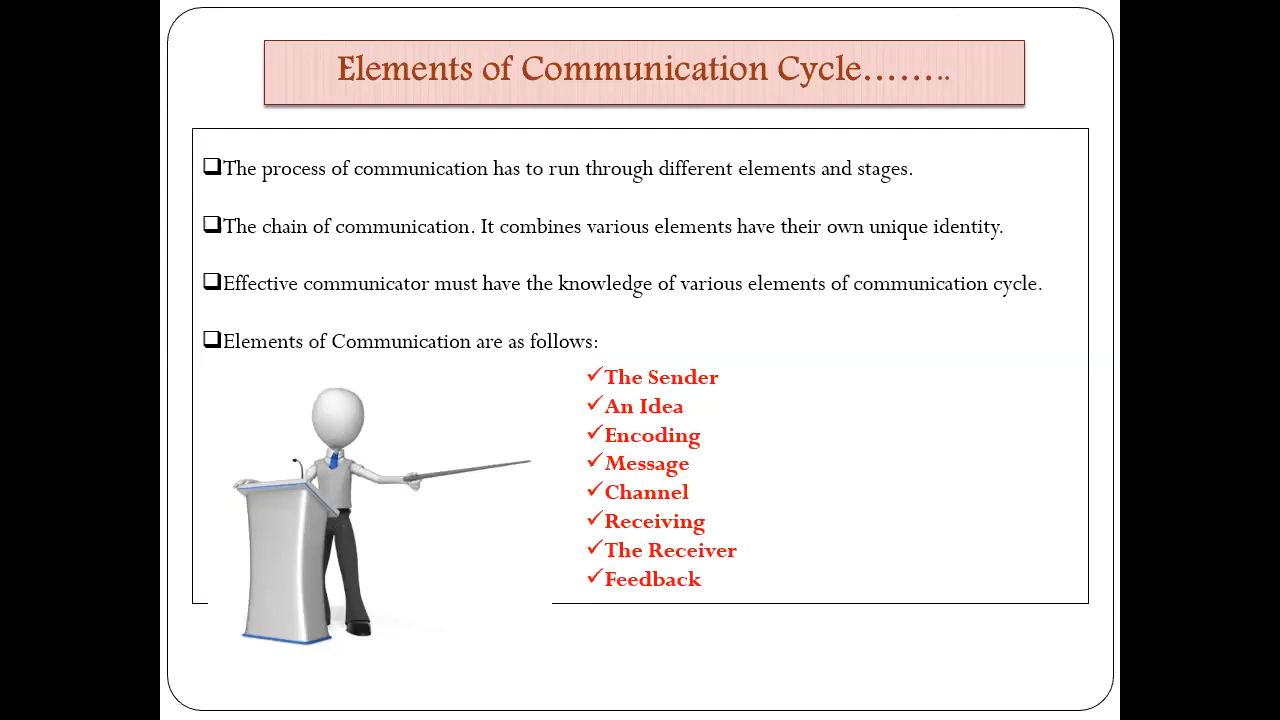 Elements of Communication Cycle……..
❑The process of communication has to run through different elements and stages.
❑The chain of communication. It combines various elements have their own unique identity.
❑Effective communicator must have the knowledge of various elements of communication cycle.
❑Elements of Communication are as follows:
✓The Sender
✓An Idea
✓Encoding
✓Message
✓Channel
✓Receiving
✓The Receiver
✓Feedback